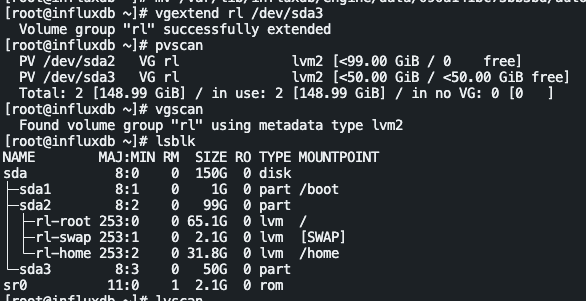 [root@influxdb ~]# vgextend rl /dev/sda3
  Volume group "rl" successfully extended
[root@influxdb ~]# pvscan
  PV /dev/sda2   VG rl              lvm2 [<99.00 GiB / 0    free]
  PV /dev/sda3   VG rl              lvm2 [<50.00 GiB / <50.00 GiB free]
  Total: 2 [148.99 GiB] / in use: 2 [148.99 GiB] / in no VG: 0 [0   ]
[root@influxdb ~]# vgscan
  Found volume group "rl" using metadata type lvm2
[root@influxdb ~]# lsblk
NAME        MAJ:MIN RM  SIZE RO TYPE MOUNTPOINT
sda           8:0    0  150G  0 disk
├─sda1        8:1    0    1G  0 part /boot
├─sda2        8:2    0   99G  0 part
│ ├─rl-root 253:0    0 65.1G  0 lvm  /
│ ├─rl-swap 253:1    0  2.1G  0 lvm  [SWAP]
│ └─rl-home 253:2    0 31.8G  0 lvm  /home
└─sda3        8:3    0   50G  0 part
sr0          11:0    1  2.1G  0 rom
[root@influxdb ~]# lvscan